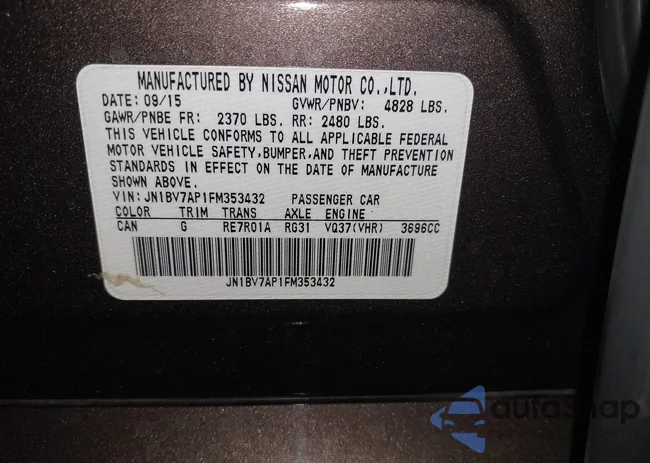 MANUFACTURED BY NISSAN MOTOR CO.,LTD.
DATE: 09/15 GVWR/PNBV: 4828 LBS.
GAWR/PNBE FR: 2370 LBS. RR: 2480 LBS.
THIS VEHICLE CONFORMS TO ALL APPLICABLE FEDERAL
MOTOR VEHICLE SAFETY,BUMPER,AND THEFT PREVENTION
STANDARDS IN EFFECT ON THE DATE OF MANUFACTURE
SHOWN ABOVE.
VIN: JN1BV7AP1FM353432 PASSENGER CAR
COLOR TRIM TRANS AXLE ENGINE
CAN G RE7R01A RG31 VQ37(VHR) 3696CC
JN1BV7AP1FM353432
autoSnap